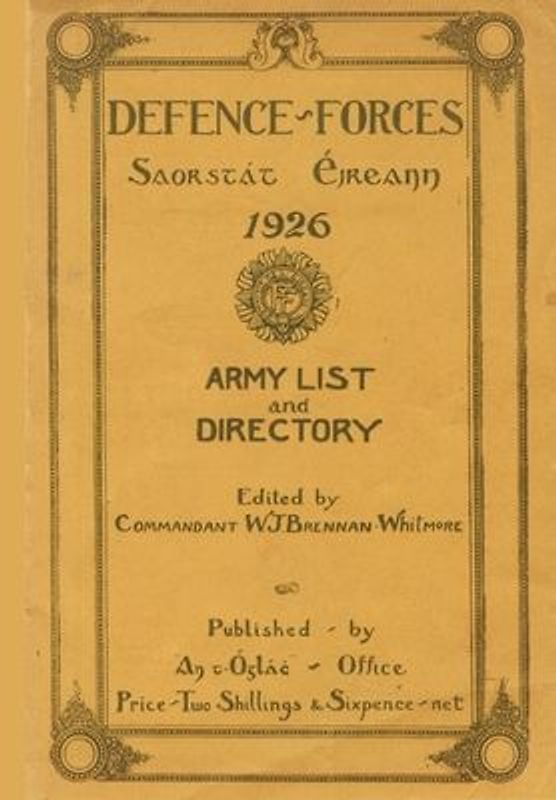 DEFENCE~FORCES
Saorstát Éireann
1926
ARMY LIST
and
DIRECTORY
Edited by
COMMANDANT WJ BRENNAN-WHITMORE
Published - by
An t-Óglác ~ Office
Price-Two Shillings & Sixpence-net